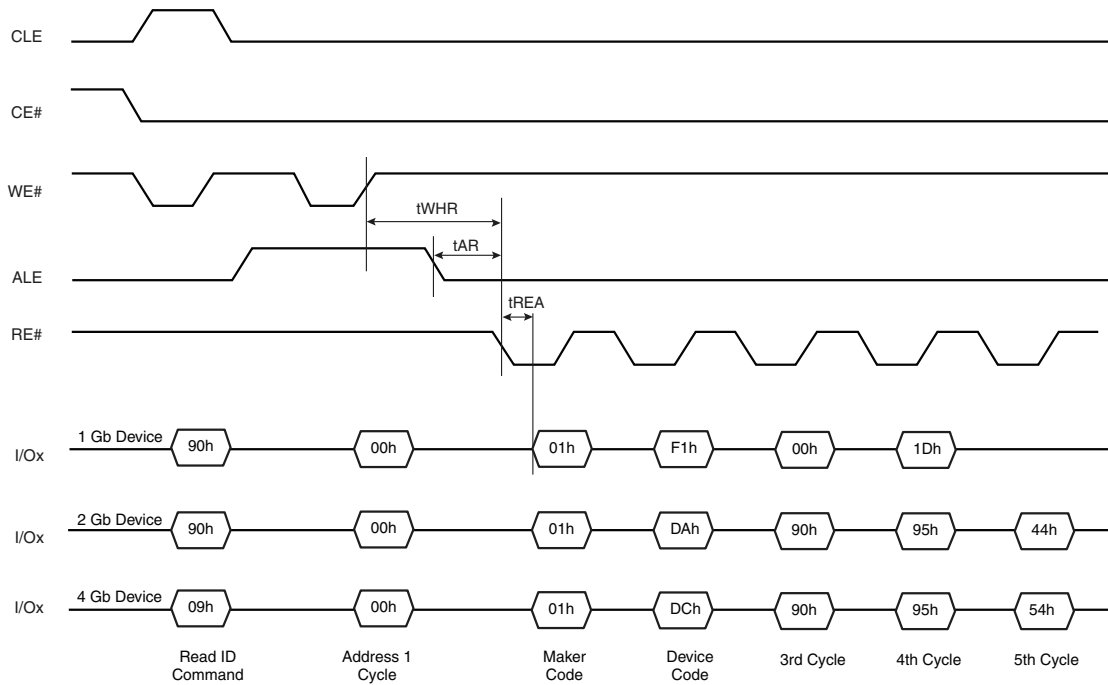 CLE
CE#
WE#
tWHR
tAR
ALE
tREA
RE#
1 Gb Device
I/Ox
90h
00h
01h
F1h
00h
1Dh
2 Gb Device
I/Ox
90h
00h
01h
DAh
90h
95h
44h
4 Gb Device
I/Ox
09h
00h
01h
DCh
90h
95h
54h
Read ID
Command
Address 1
Cycle
Maker
Code
Device
Code
3rd Cycle
4th Cycle
5th Cycle